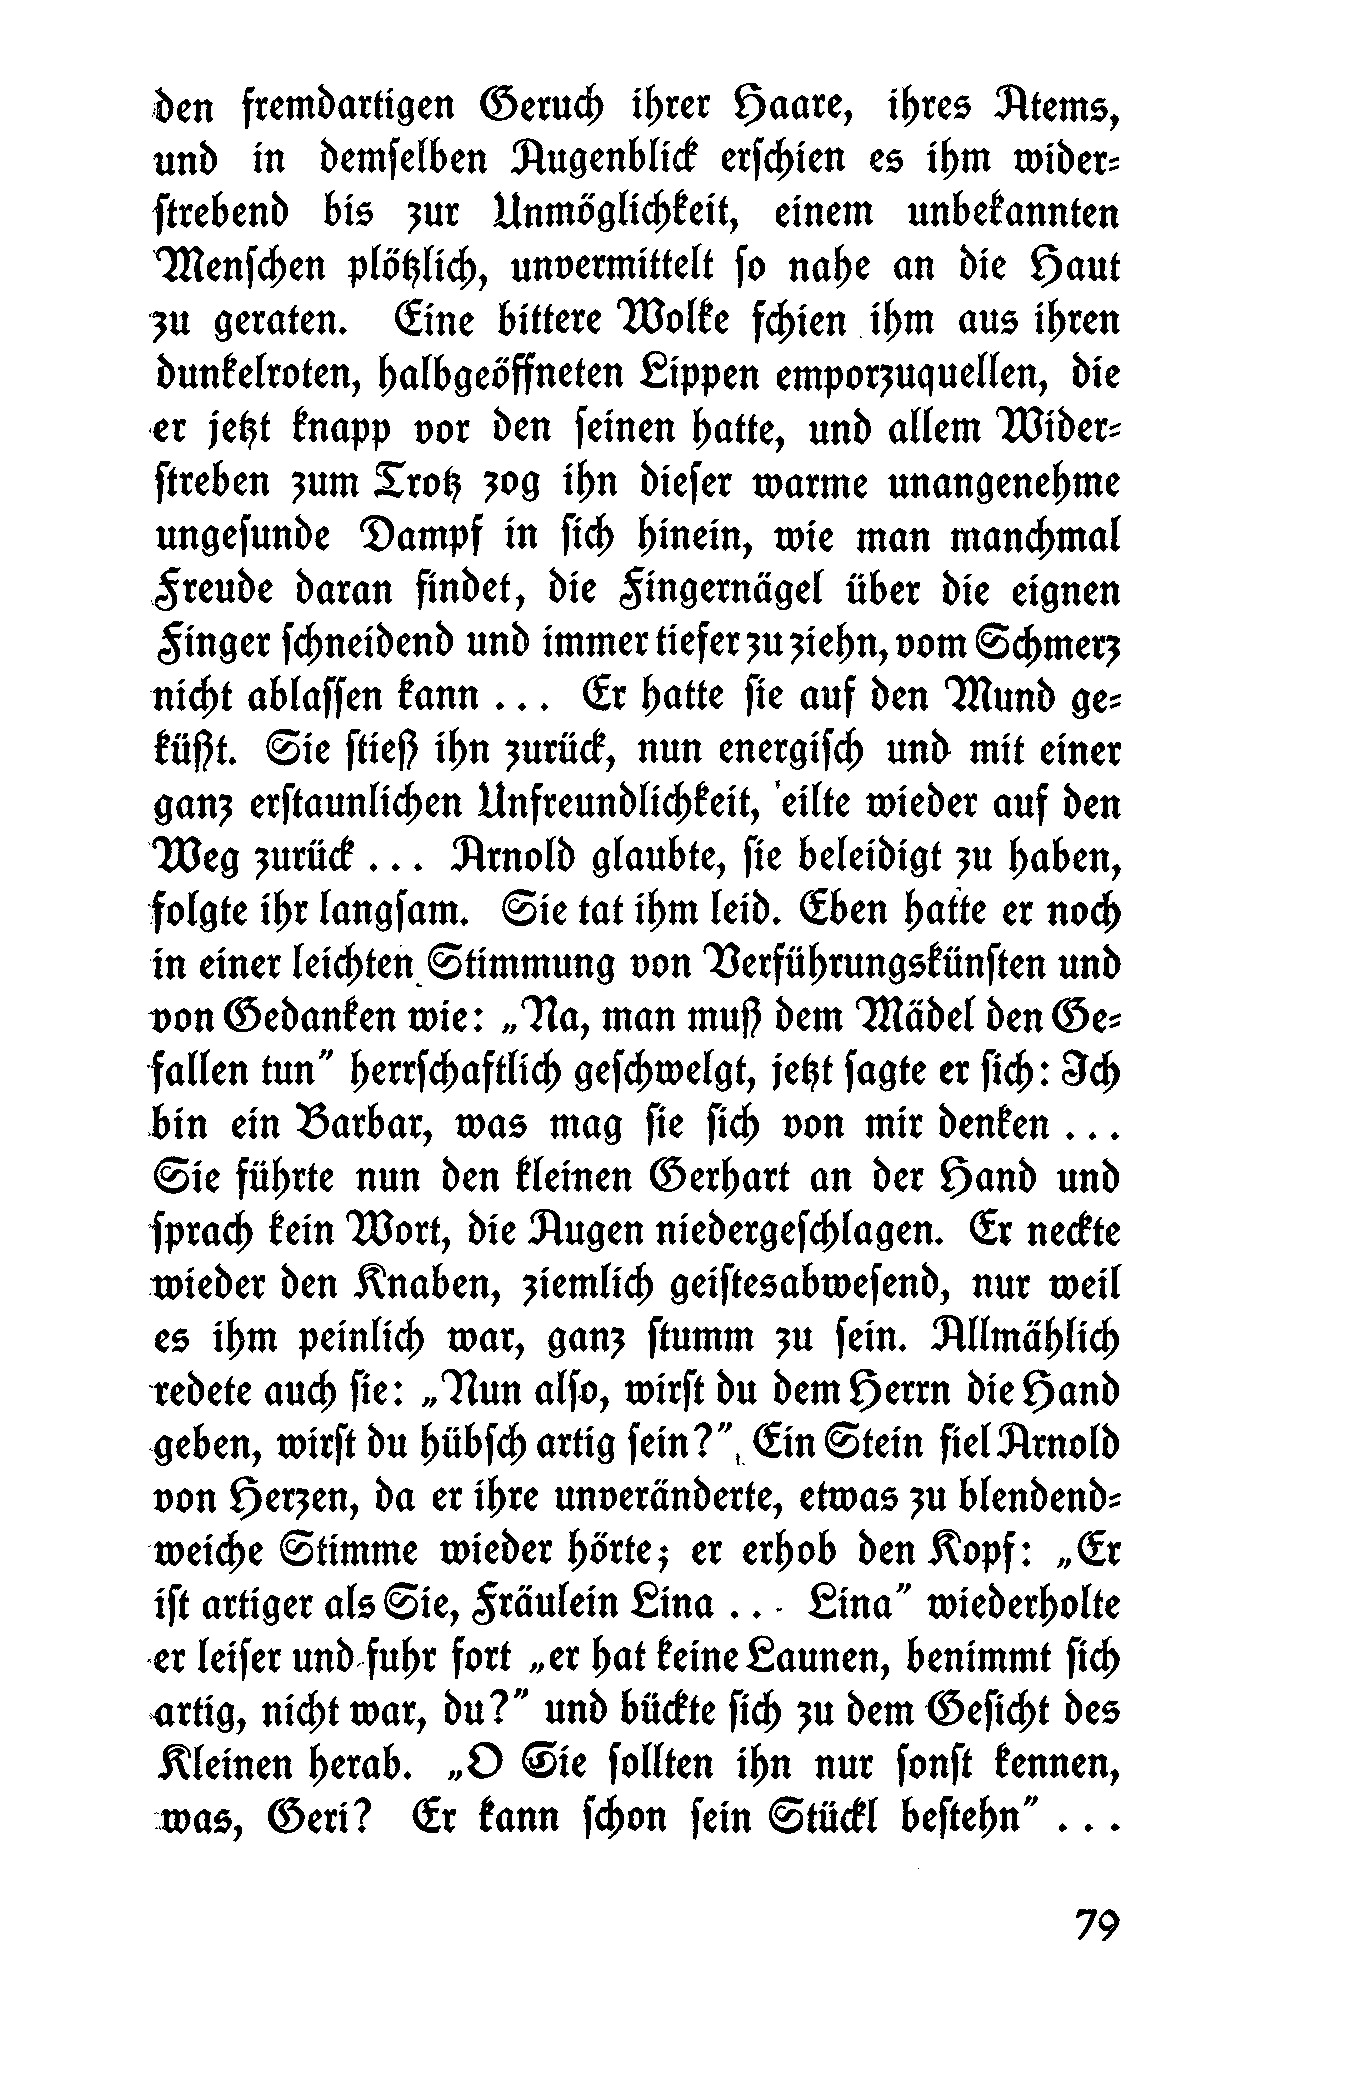 den fremdartigen Geruch ihrer Haare, ihres Atems,
und in demselben Augenblick erschien es ihm wider-
strebend bis zur Unmöglichkeit, einem unbekannten
Menschen plötzlich, unvermittelt so nahe an die Haut
zu geraten. Eine bittere Wolke schien ihm aus ihren
dunkelroten, halbgeöffneten Lippen emporzuquellen, die
er jetzt knapp vor den seinen hatte, und allem Wider-
streben zum Trotz zog ihn dieser warme unangenehme
ungesunde Dampf in sich hinein, wie man manchmal
Freude daran findet, die Fingernägel über die eignen
Finger schneidend und immer tiefer zu ziehn, vom Schmerz
nicht ablassen kann ... Er hatte sie auf den Mund ge-
küßt. Sie stieß ihn zurück, nun energisch und mit einer
ganz erstaunlichen Unfreundlichkeit, eilte wieder auf den
Weg zurück ... Arnold glaubte, sie beleidigt zu haben,
folgte ihr langsam. Sie tat ihm leid. Eben hatte er noch
in einer leichten Stimmung von Verführungskünsten und
von Gedanken wie: „Na, man muß dem Mädel den Ge-
fallen tun" herrschaftlich geschwelgt, jetzt sagte er sich: Ich
bin ein Barbar, was mag sie sich von mir denken ...
Sie führte nun den kleinen Gerhart an der Hand und
sprach kein Wort, die Augen niedergeschlagen. Er neckte
wieder den Knaben, ziemlich geistesabwesend, nur weil
es ihm peinlich war, ganz stumm zu sein. Allmählich
redete auch sie: „Nun also, wirst du dem Herrn die Hand
geben, wirst du hübsch artig sein?" Ein Stein fiel Arnold
von Herzen, da er ihre unveränderte, etwas zu blendend-
weiche Stimme wieder hörte; er erhob den Kopf: „Er
ist artiger als Sie, Fräulein Lina ... Lina" wiederholte
er leiser und fuhr fort „er hat keine Launen, benimmt sich
artig, nicht war, du?" und bückte sich zu dem Gesicht des
Kleinen herab. „O Sie sollten ihn nur sonst kennen,
was, Geri? Er kann schon sein Stückl bestehn" ...
79